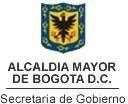 ALCALDIA MAYOR
DE BOGOTA D.C.
Secretaria de Gobierno